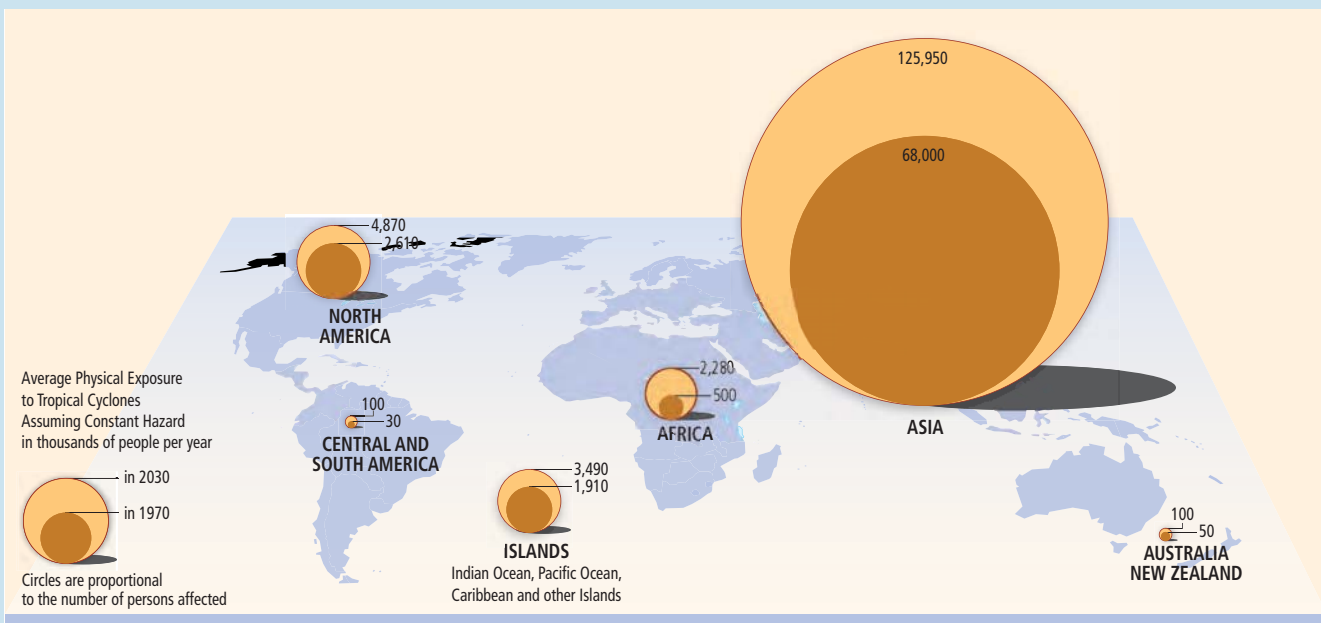 125,950
68,000
4,870
2,610
NORTH
AMERICA
Average Physical Exposure
to Tropical Cyclones
Assuming Constant Hazard
in thousands of people per year
in 2030
in 1970
Circles are proportional
to the number of persons affected
100
30
CENTRAL AND
SOUTH AMERICA
3,490
1,910
ISLANDS
Indian Ocean, Pacific Ocean,
Caribbean and other Islands
2,280
500
AFRICA
ASIA
100
50
AUSTRALIA
NEW ZEALAND